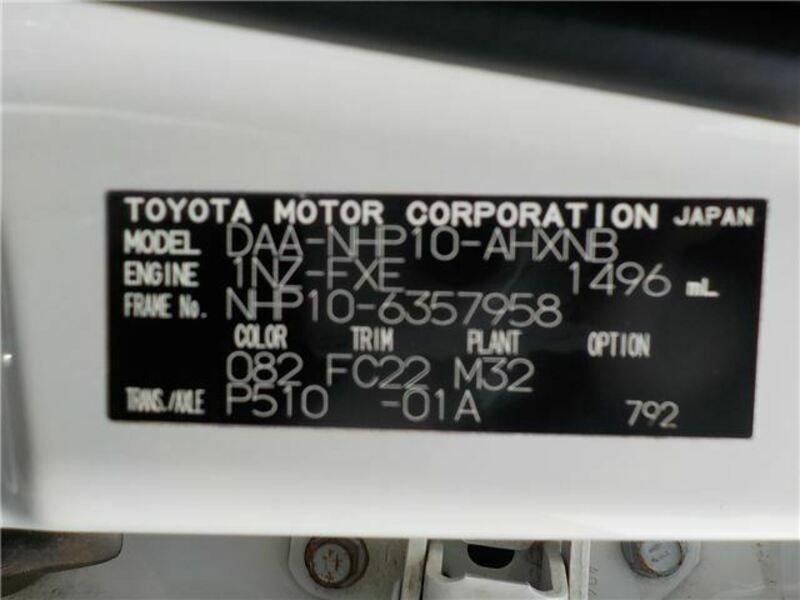 TOYOTA MOTOR CORPORATION JAPAN
MODEL DAA-NHP10-AHXNB
ENGINE 1NZ-FXE 1496 mL
FRAME No. NHP10-6357958
COLOR TRIM PLANT OPTION
082 FC22 M32
TRANS./AXLE P510 -01A 792